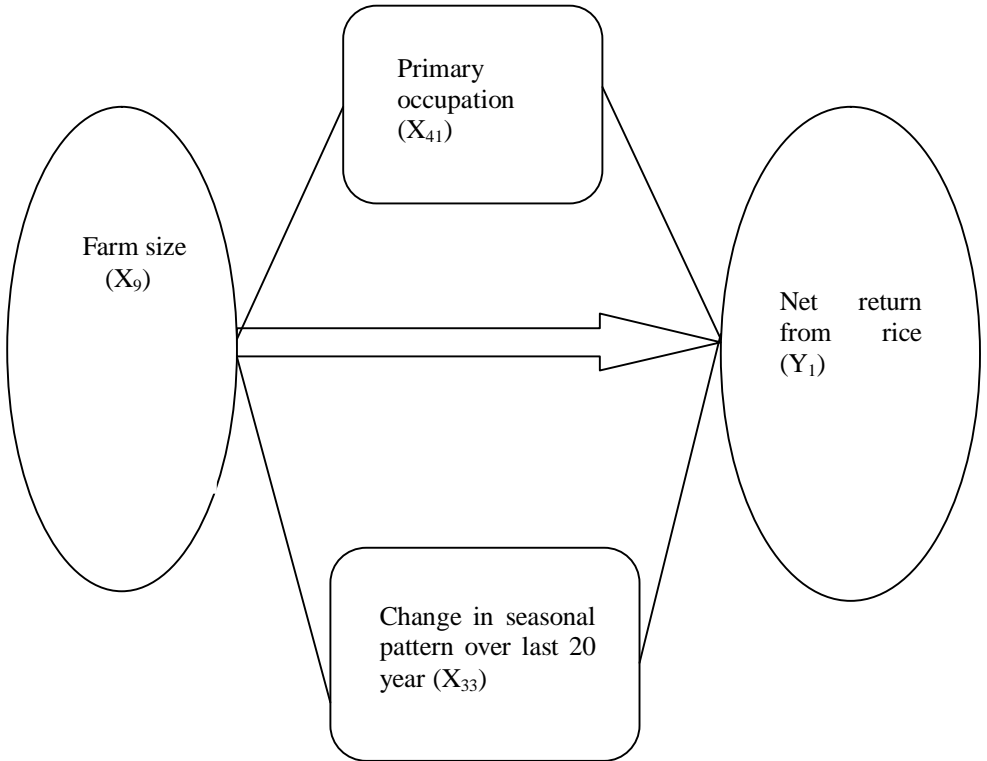 Primary
occupation
(X₄₁)
Farm size
(X₉)
Net return
from rice
(Y₁)
Change in seasonal
pattern over last 20
year (X₃₃)